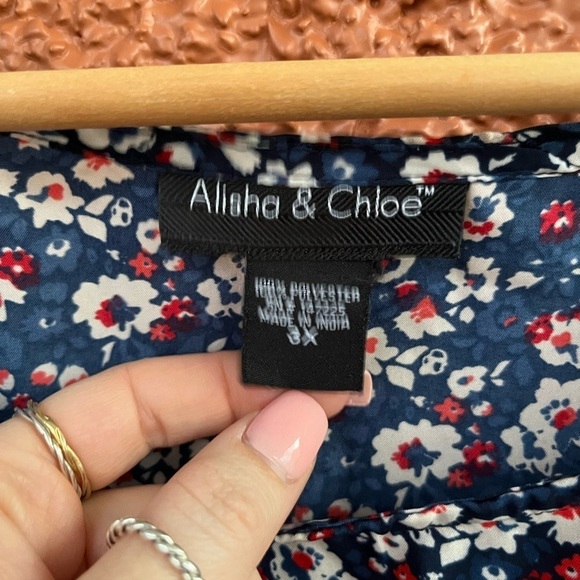 Alisha & Chloe™
100% POLYESTER
MADE IN INDIA
3X